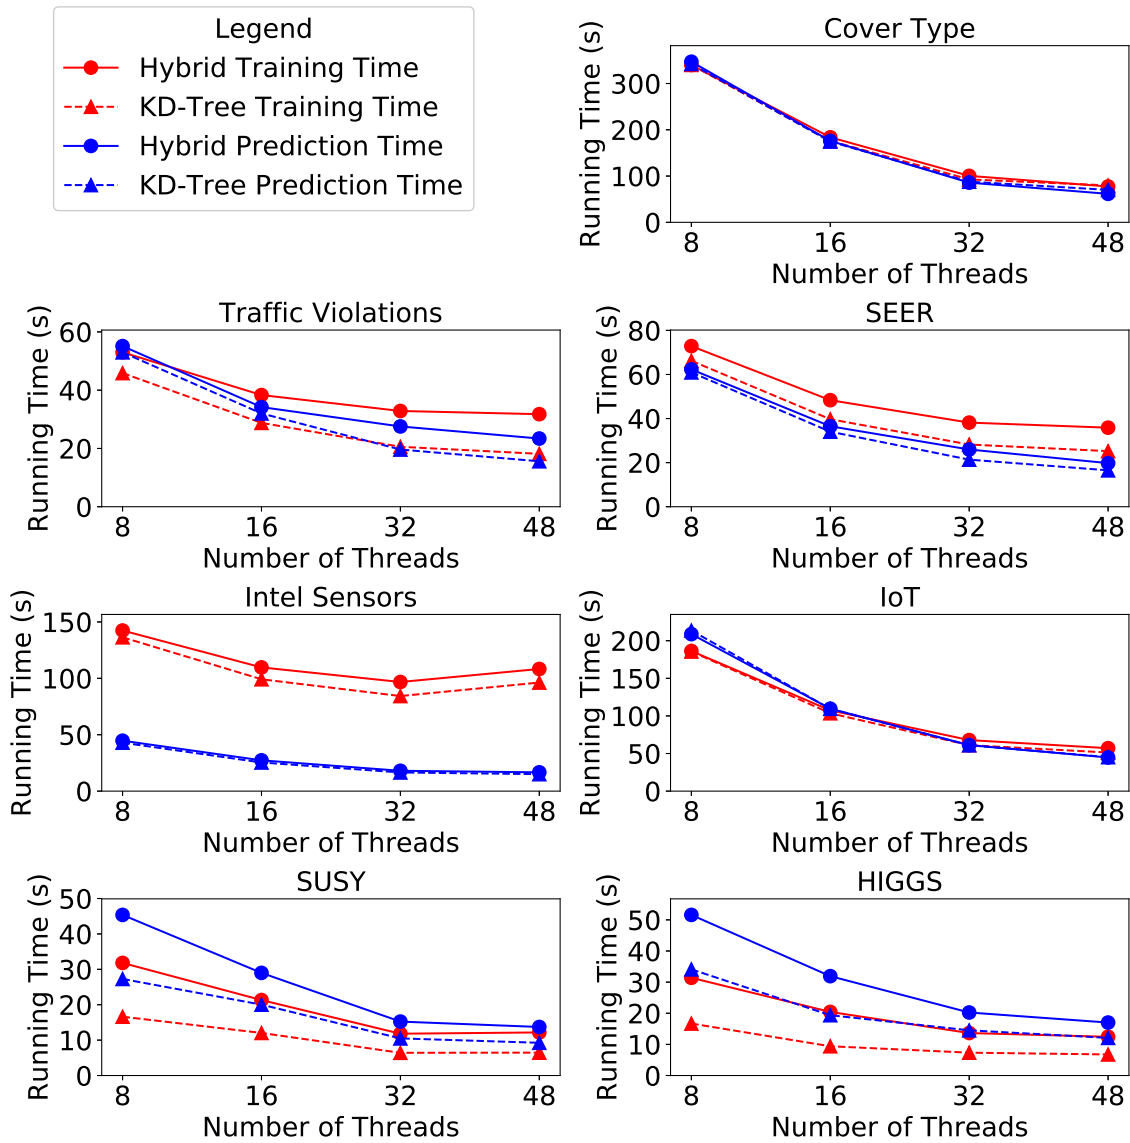 Legend
Hybrid Training Time
KD-Tree Training Time
Hybrid Prediction Time
KD-Tree Prediction Time
Cover Type
Running Time (s)
300
200
100
0
8 16 32 48
Number of Threads
Traffic Violations
Running Time (s)
60
40
20
0
8 16 32 48
Number of Threads
SEER
Running Time (s)
80
60
40
20
0
8 16 32 48
Number of Threads
Intel Sensors
Running Time (s)
150
100
50
0
8 16 32 48
Number of Threads
IoT
Running Time (s)
200
150
100
50
0
8 16 32 48
Number of Threads
SUSY
Running Time (s)
50
40
30
20
10
0
8 16 32 48
Number of Threads
HIGGS
Running Time (s)
50
40
30
20
10
0
8 16 32 48
Number of Threads